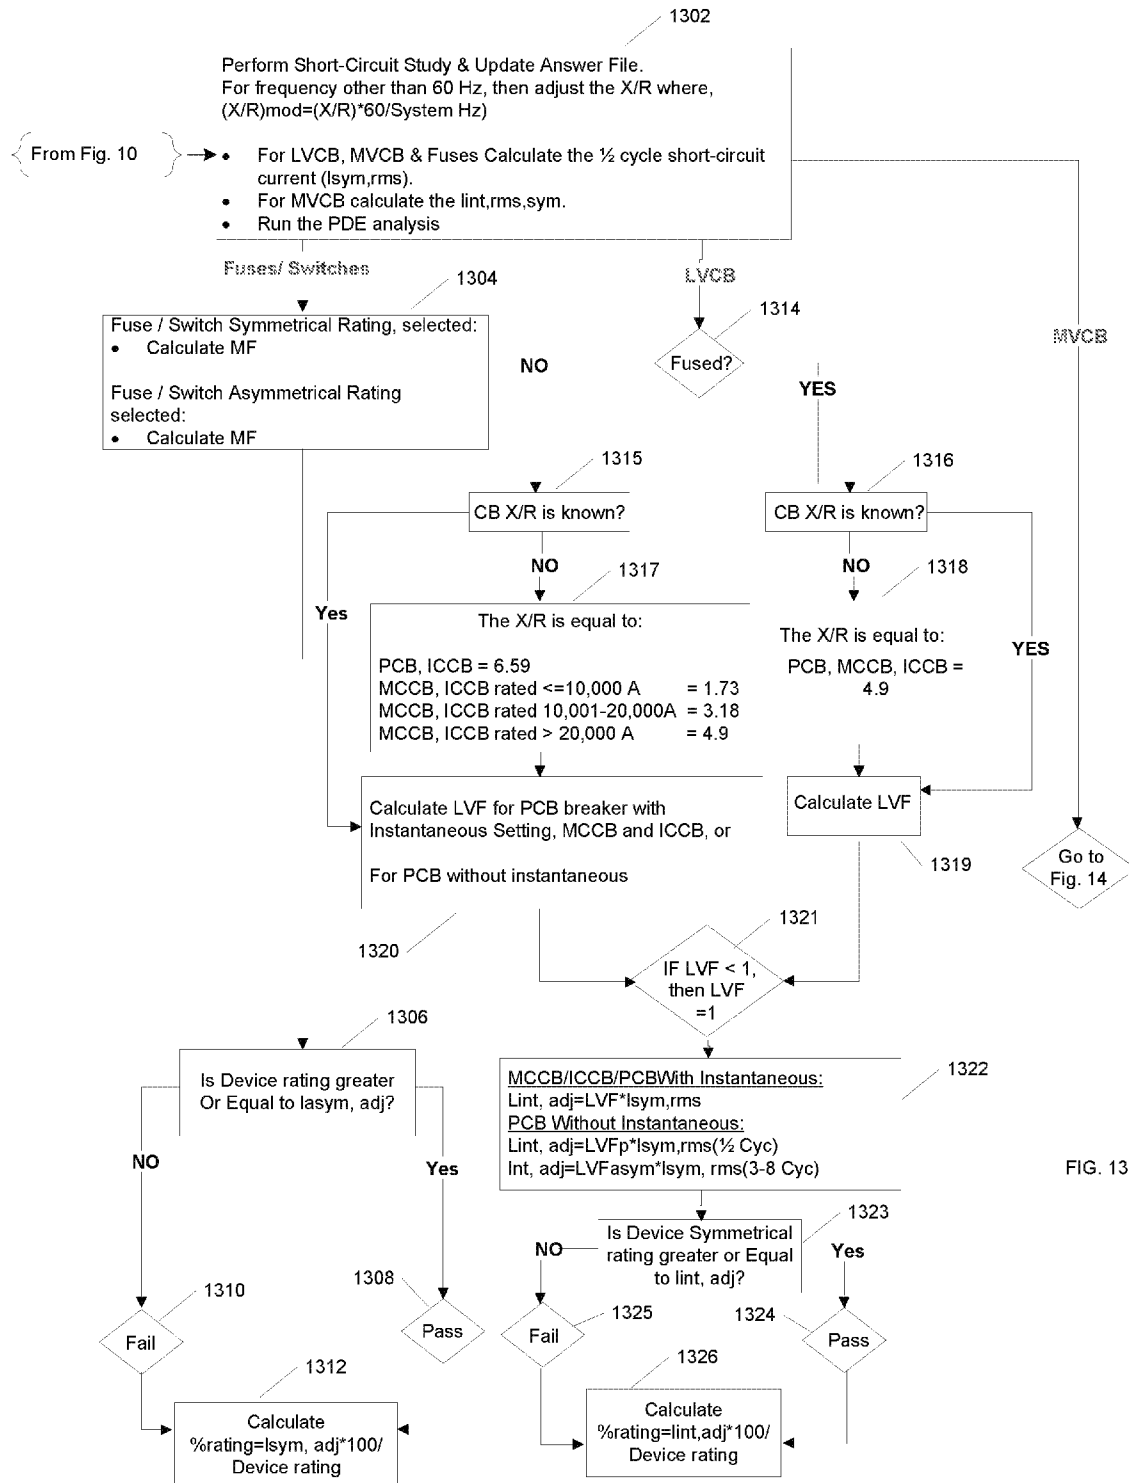 1302
Perform Short-Circuit Study & Update Answer File.
For frequency other than 60 Hz, then adjust the X/R where,
(X/R)mod=(X/R)*60/System Hz)
From Fig. 10
• For LVCB, MVCB & Fuses Calculate the ½ cycle short-circuit
current (Isym,rms).
• For MVCB calculate the Iint,rms,sym.
• Run the PDE analysis
Fuses/ Switches
1304
LVCB
1314
MVCB
Fuse / Switch Symmetrical Rating, selected:
• Calculate MF
Fuse / Switch Asymmetrical Rating
selected:
• Calculate MF
NO
Fused?
YES
1315
1316
CB X/R is known?
CB X/R is known?
NO
1317
NO
1318
Yes
The X/R is equal to:
PCB, ICCB = 6.59
MCCB, ICCB rated <=10,000 A = 1.73
MCCB, ICCB rated 10,001-20,000A = 3.18
MCCB, ICCB rated > 20,000 A = 4.9
The X/R is equal to:
PCB, MCCB, ICCB =
4.9
YES
Calculate LVF for PCB breaker with
Instantaneous Setting, MCCB and ICCB, or
For PCB without instantaneous
Calculate LVF
1319
Go to
Fig. 14
1320
1321
IF LVF < 1,
then LVF
=1
1306
Is Device rating greater
Or Equal to Iasym, adj?
MCCB/ICCB/PCBWith Instantaneous:
Lint, adj=LVF*Isym,rms
PCB Without Instantaneous:
Lint, adj=LVFp*Isym,rms(½ Cyc)
Int, adj=LVFasym*Isym, rms(3-8 Cyc)
1322
NO
Yes
FIG. 13
1323
Is Device Symmetrical
rating greater or Equal
to Iint, adj?
NO
Yes
1310
1308
1325
1324
Fail
Pass
Fail
Pass
1312
1326
Calculate
%rating=Isym, adj*100/
Device rating
Calculate
%rating=Iint,adj*100/
Device rating